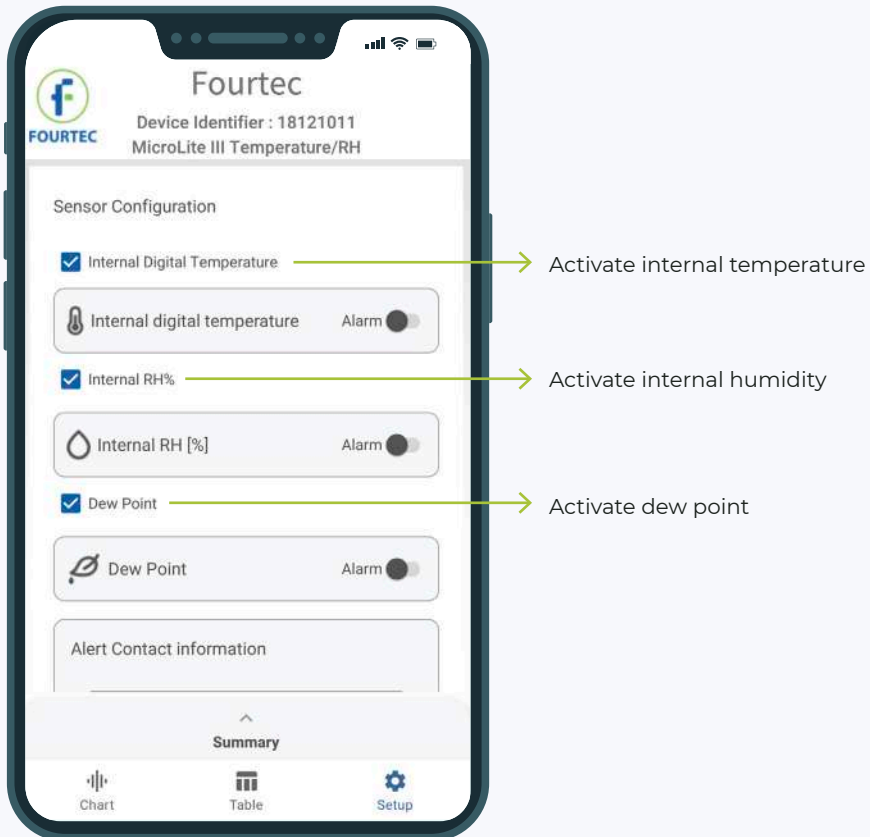 Fourtec
FOURTEC
Device Identifier : 18121011
MicroLite III Temperature/RH
Sensor Configuration
Internal Digital Temperature
Activate internal temperature
Internal digital temperature Alarm
Internal RH%
Activate internal humidity
Internal RH [%] Alarm
Dew Point
Activate dew point
Dew Point Alarm
Alert Contact information
Summary
Chart Table Setup